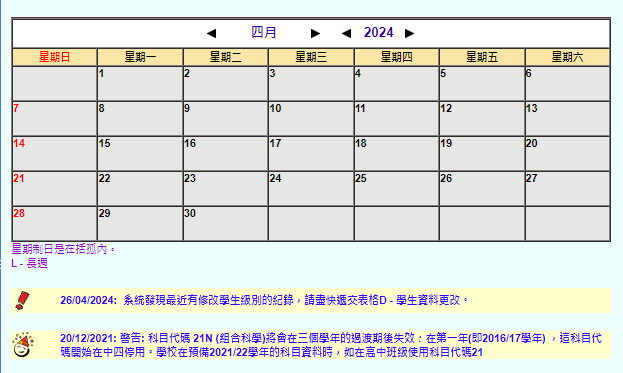 四月 2024
星期日 星期一 星期二 星期三 星期四 星期五 星期六
1 2 3 4 5 6
7 8 9 10 11 12 13
14 15 16 17 18 19 20
21 22 23 24 25 26 27
28 29 30
星期制日是在括孤內。
L - 長週
26/04/2024: 系統發現最近有修改學生級別的紀錄，請盡快遞交表格D - 學生資料更改。
20/12/2021: 警告: 科目代碼 21N (組合科學)將會在三個學年的過渡期後失效：在第一年(即2016/17學年) ，這科目代
碼開始在中四停用。學校在預備2021/22學年的科目資料時，如在高中班級使用科目代碼21